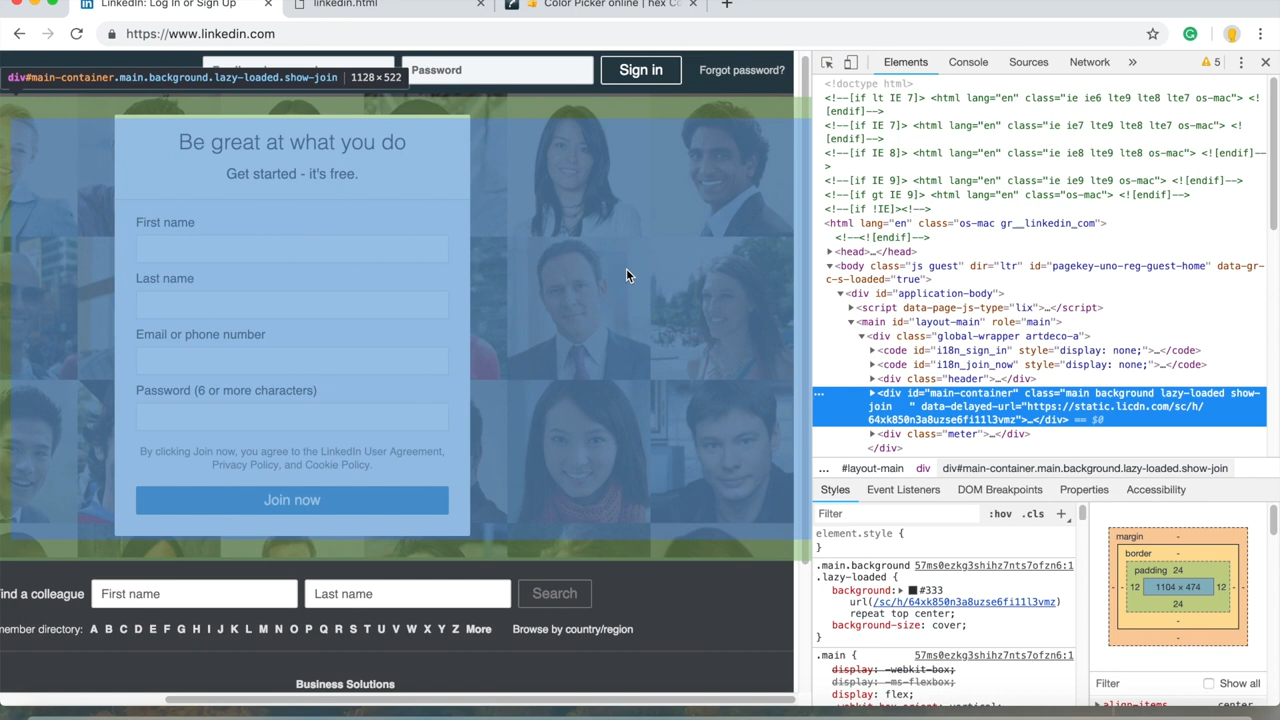 LinkedIn: Log In or Sign Up
linkedin.html
Color Picker online | hex Co
https://www.linkedin.com
div#main-container.main.background.lazy-loaded.show-join | 1128 × 522
Password
Sign in
Forgot password?
Be great at what you do
Get started - it's free.
First name
Last name
Email or phone number
Password (6 or more characters)
By clicking Join now, you agree to the LinkedIn User Agreement,
Privacy Policy, and Cookie Policy.
Join now
ind a colleague
First name
Last name
Search
ember directory: A B C D E F G H I J K L M N O P Q R S T U V W X Y Z More
Browse by country/region
Business Solutions
Elements Console Sources Network » 5
<!doctype html>
<!--[if lt IE 7]> <html lang="en" class="ie ie6 lte9 lte8 lte7 os-mac"> <!
[endif]-->
<!--[if IE 7]> <html lang="en" class="ie ie7 lte9 lte8 lte7 os-mac"> <!
[endif]-->
<!--[if IE 8]> <html lang="en" class="ie ie8 lte9 lte8 os-mac"> <![endif]--
>
<!--[if IE 9]> <html lang="en" class="ie ie9 lte9 os-mac"> <![endif]-->
<!--[if gt IE 9]> <html lang="en" class="os-mac"> <![endif]-->
<!--[if !IE]><!-->
<html lang="en" class="os-mac gr__linkedin_com">
<!--<![endif]-->
<head>…</head>
<body class="js guest" dir="ltr" id="pagekey-uno-reg-guest-home" data-gr-
c-s-loaded="true">
<div id="application-body">
<script data-page-js-type="lix">…</script>
<main id="layout-main" role="main">
<div class="global-wrapper artdeco-a">
<code id="i18n_sign_in" style="display: none;">…</code>
<code id="i18n_join_now" style="display: none;">…</code>
<div class="header">…</div>
<div id="main-container" class="main background lazy-loaded show-
join " data-delayed-url="https://static.licdn.com/sc/h/
64xk850n3a8uzse6fi11l3vmz">…</div> == $0
<div class="meter">…</div>
</div>
… #layout-main div div#main-container.main.background.lazy-loaded.show-join
Styles Event Listeners DOM Breakpoints Properties Accessibility
Filter :hov .cls +
element.style {
}
.main.background 57ms0ezkg3shihz7nts7ofzn6:1
.lazy-loaded {
background: #333
url(/sc/h/64xk850n3a8uzse6fi11l3vmz)
repeat top center;
background-size: cover;
}
.main { 57ms0ezkg3shihz7nts7ofzn6:1
display: -webkit-box;
display: -ms-flexbox;
display: flex;
margin -
border -
padding 24
12 1104 × 474 12
24
-
-
Filter Show all
align-items center